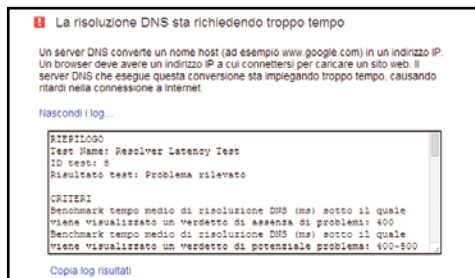 La risoluzione DNS sta richiedendo troppo tempo
Un server DNS converte un nome host (ad esempio www.google.com) in un indirizzo IP.
Un browser deve avere un indirizzo IP a cui connettersi per caricare un sito web. Il
server DNS che esegue questa conversione sta impiegando troppo tempo, causando
ritardi nella connessione a Internet.
Nascondi i log...
RIEPILOGO
Test Name: Resolver Latency Test
ID test: 8
Risultato test: Problema rilevato
CRITERI
Benchmark tempo medio di risoluzione DNS (ms) sotto il quale
viene visualizzato un verdetto di assenza di problemi: 400
Benchmark tempo medio di risoluzione DNS (ms) sotto il quale
viene visualizzato un verdetto di potenziale problema: 400-500
Copia log risultati